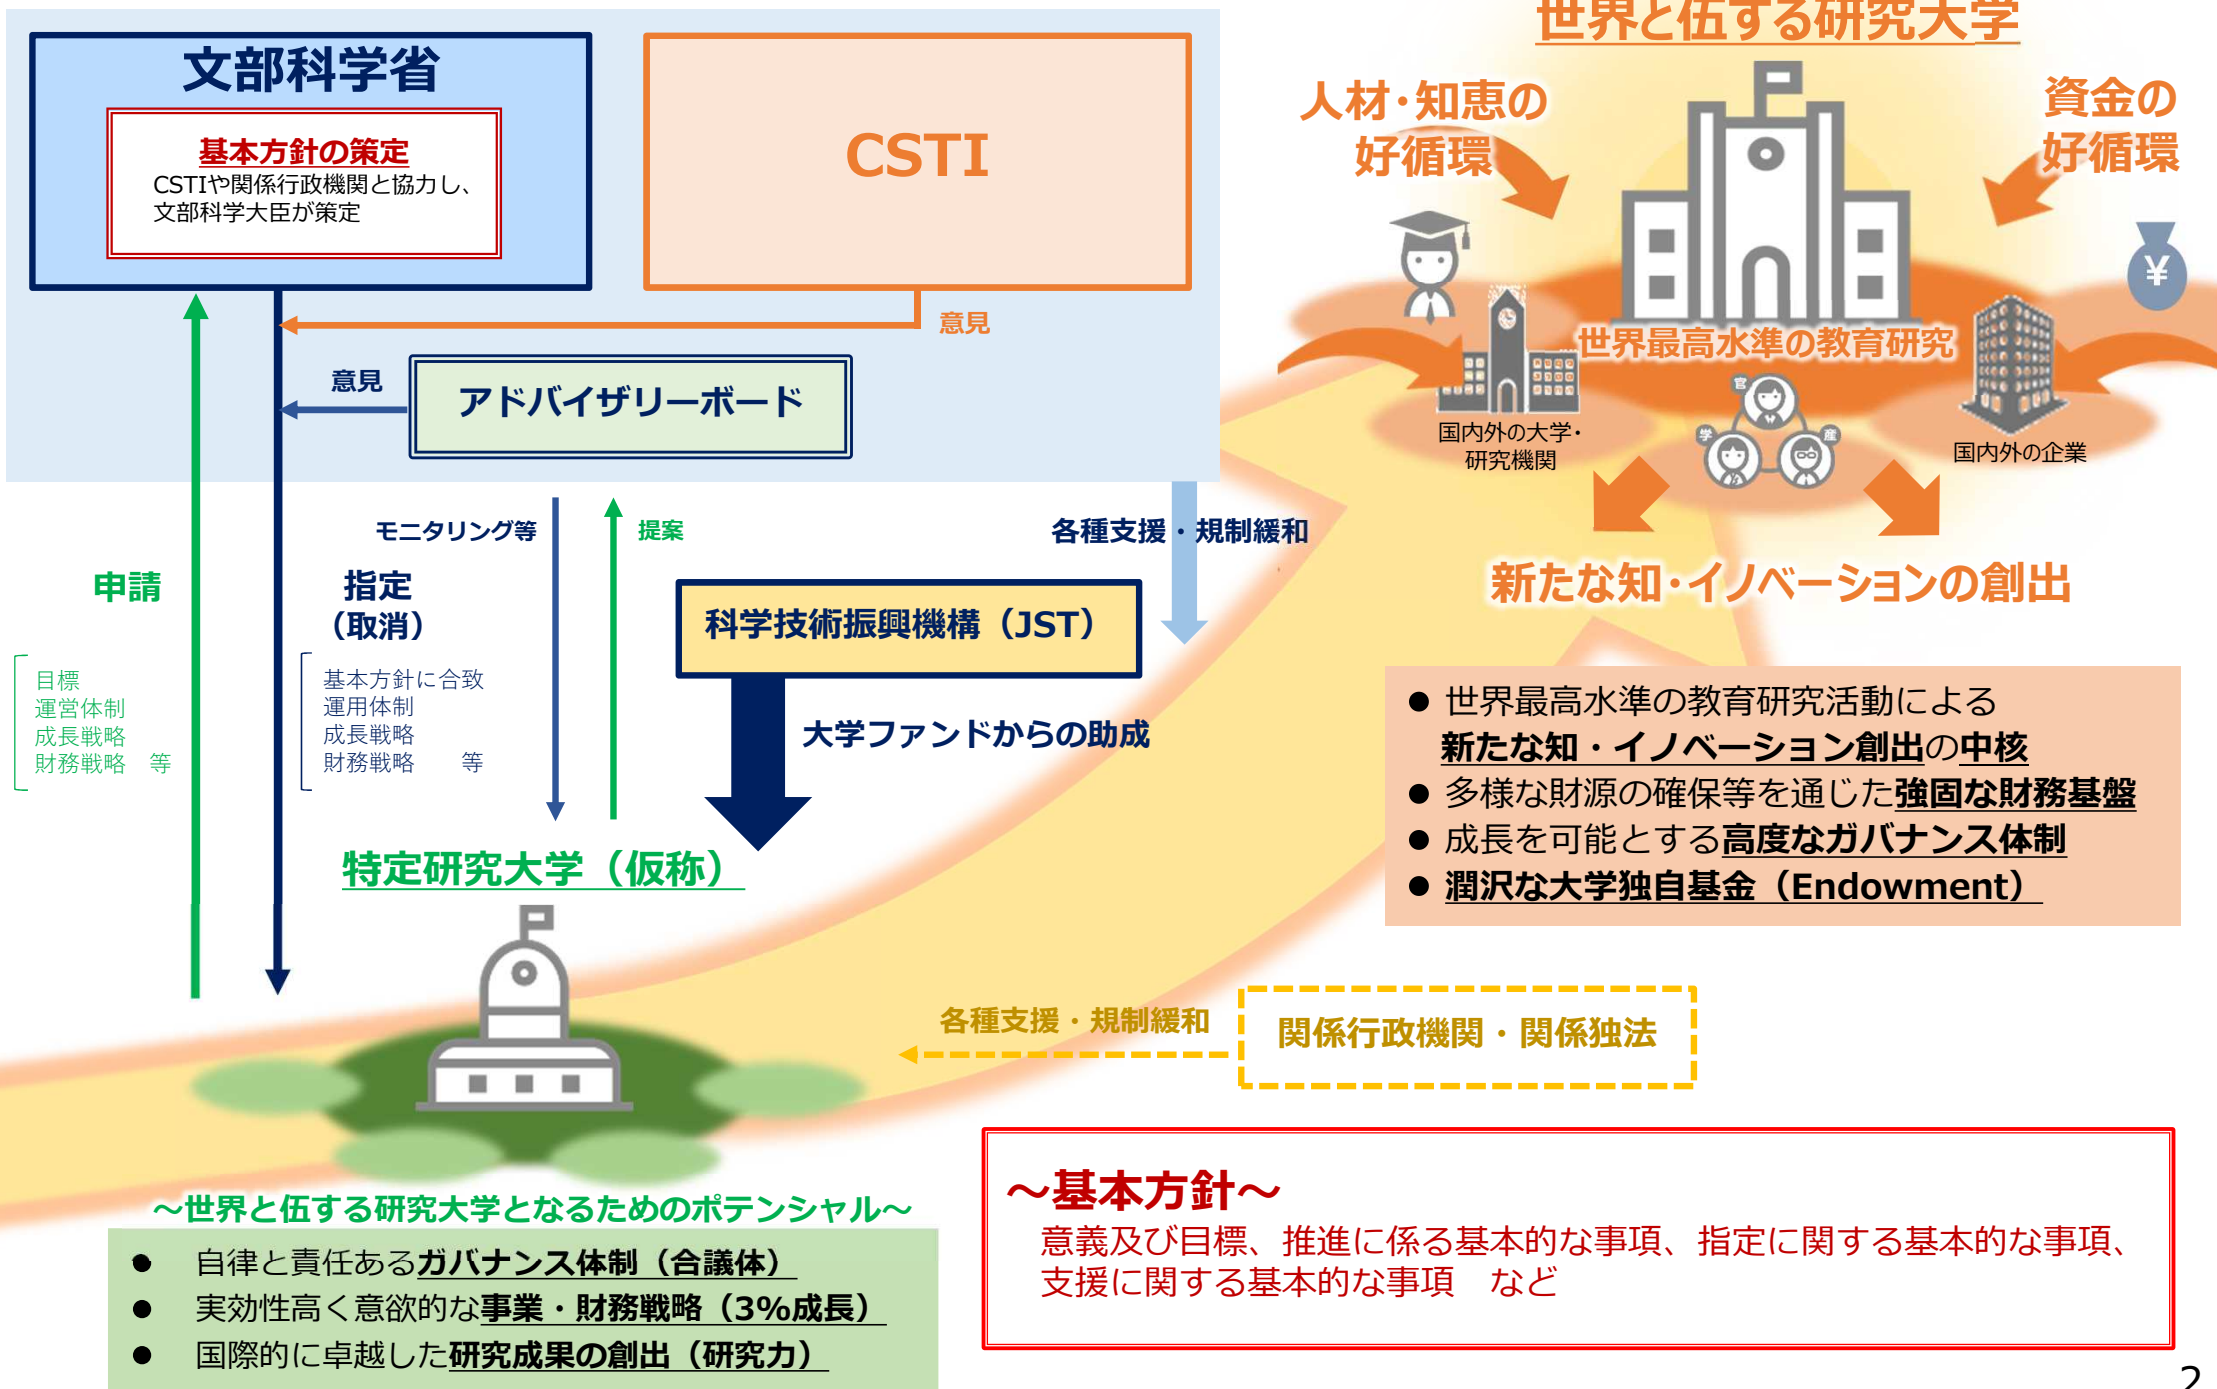 文部科学省
基本方針の策定
CSTIや関係行政機関と協力し、
文部科学大臣が策定
CSTI
意見
意見
アドバイザリーボード
モニタリング等
提案
各種支援・規制緩和
申請
指定
（取消）
目標
運営体制
成長戦略
財務戦略　等
基本方針に合致
運用体制
成長戦略
財務戦略　　等
科学技術振興機構（JST）
大学ファンドからの助成
特定研究大学（仮称）
～世界と伍する研究大学となるためのポテンシャル～
● 自律と責任あるガバナンス体制（合議体）
● 実効性高く意欲的な事業・財務戦略（3%成長）
● 国際的に卓越した研究成果の創出（研究力）
世界と伍する研究大学
人材・知恵の
好循環
資金の
好循環
¥
世界最高水準の教育研究
官
学
産
国内外の大学・
研究機関
国内外の企業
新たな知・イノベーションの創出
● 世界最高水準の教育研究活動による
新たな知・イノベーション創出の中核
● 多様な財源の確保等を通じた強固な財務基盤
● 成長を可能とする高度なガバナンス体制
● 潤沢な大学独自基金（Endowment）
各種支援・規制緩和
関係行政機関・関係独法
～基本方針～
意義及び目標、推進に係る基本的な事項、指定に関する基本的な事項、
支援に関する基本的な事項　など
2